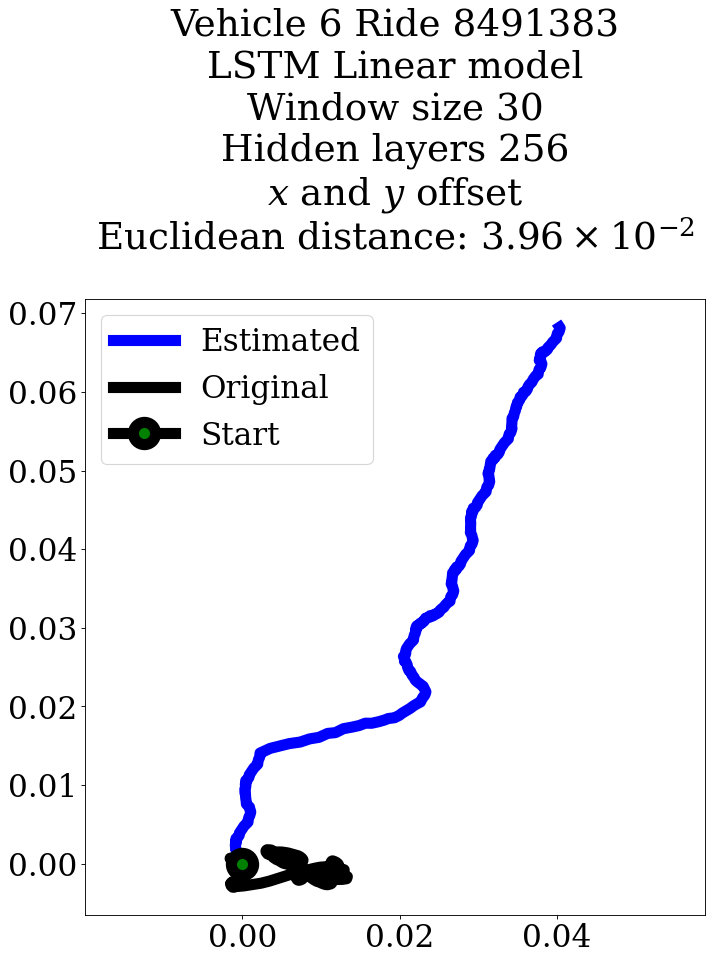 Vehicle 6 Ride 8491383
LSTM Linear model
Window size 30
Hidden layers 256
x and y offset
Euclidean distance: 3.96 × 10⁻²
0.07
0.06
0.05
0.04
0.03
0.02
0.01
0.00
Estimated
Original
Start
0.00 0.02 0.04